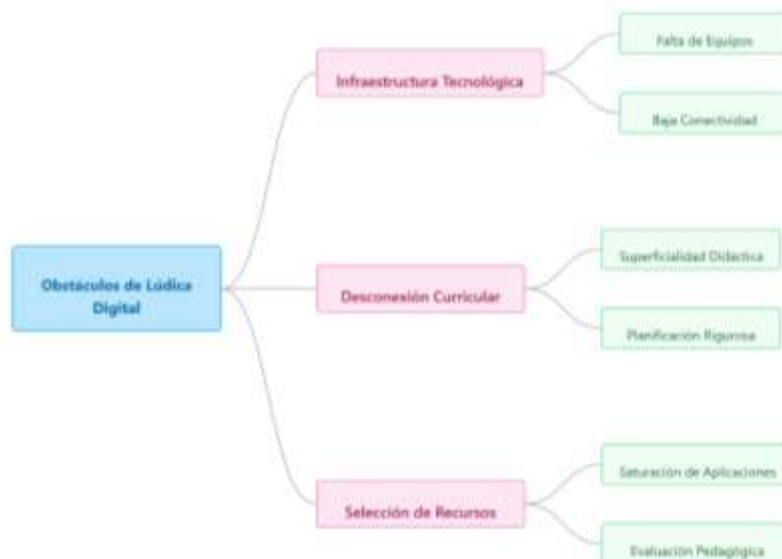 Obstáculos de Lúdica
Digital
Infraestructura Tecnológica
Falta de Equipos
Baja Conectividad
Desconexión Curricular
Superficialidad Didáctica
Planificación Rigurosa
Selección de Recursos
Saturación de Aplicaciones
Evaluación Pedagógica